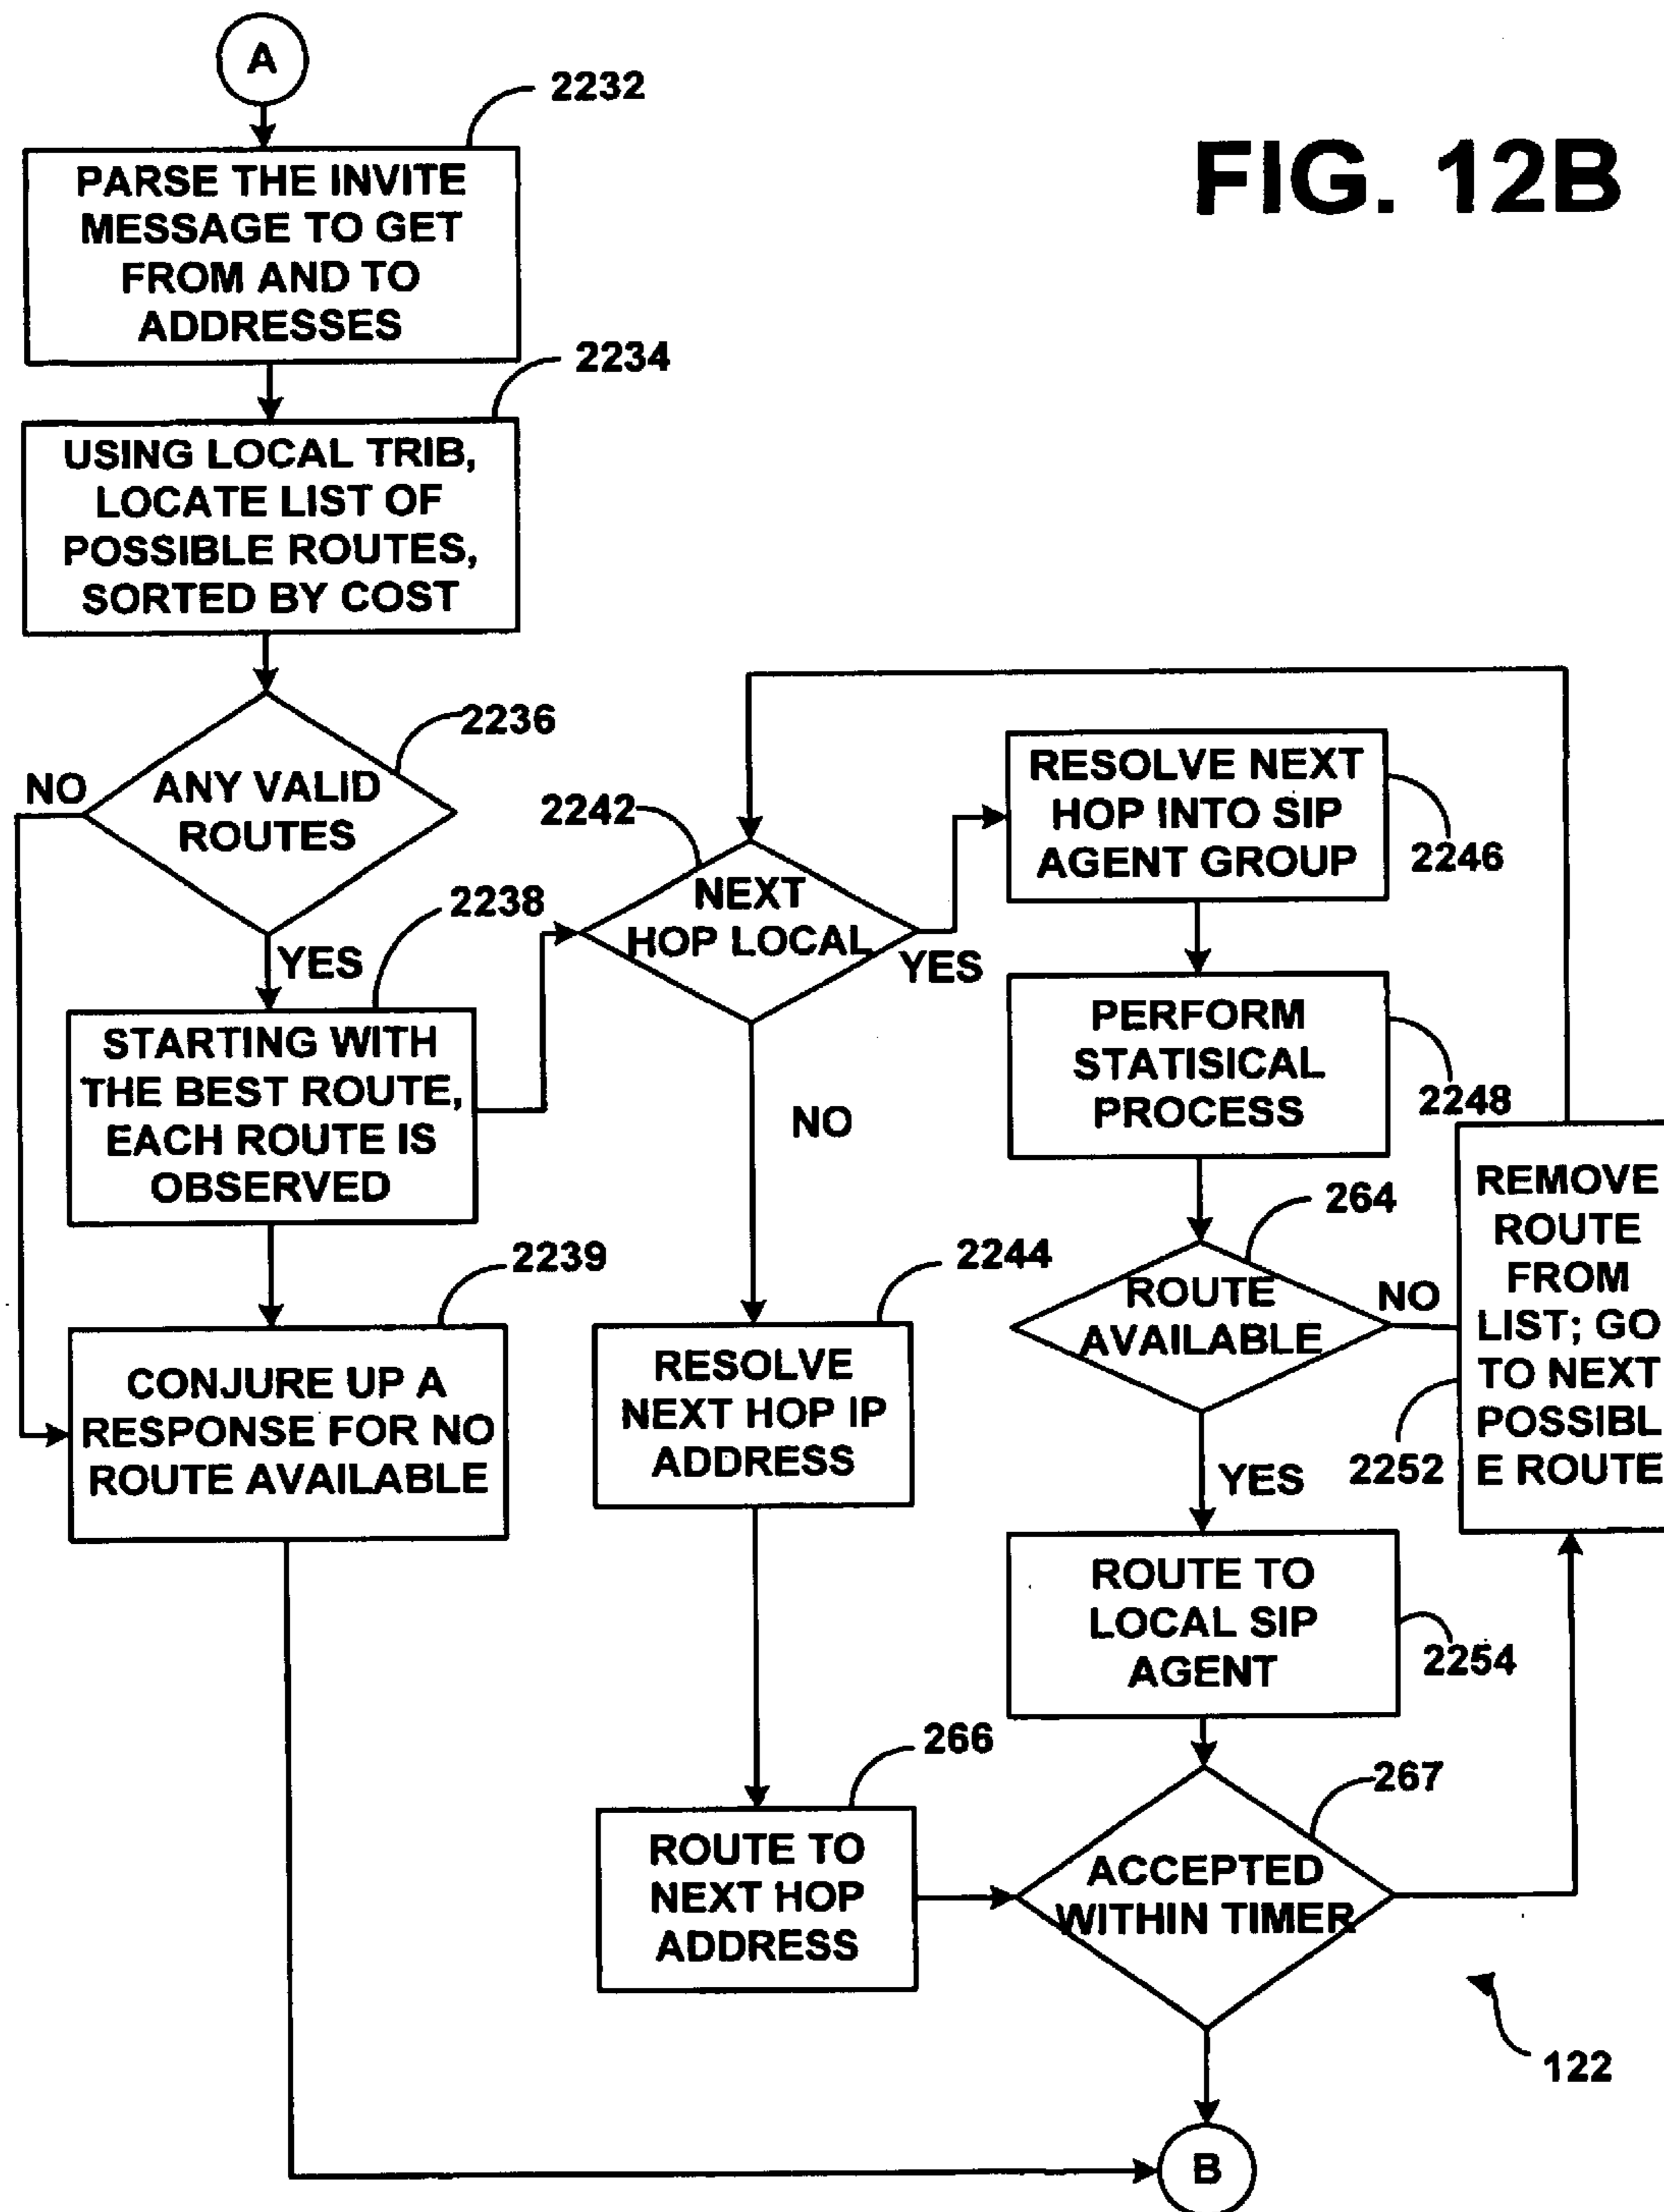 A
2232
FIG. 12B
PARSE THE INVITE
MESSAGE TO GET
FROM AND TO
ADDRESSES
2234
USING LOCAL TRIB,
LOCATE LIST OF
POSSIBLE ROUTES,
SORTED BY COST
2236
NO
ANY VALID
ROUTES
YES
2238
STARTING WITH
THE BEST ROUTE,
EACH ROUTE IS
OBSERVED
2239
CONJURE UP A
RESPONSE FOR NO
ROUTE AVAILABLE
2242
NEXT
HOP LOCAL
YES
NO
2244
RESOLVE
NEXT HOP IP
ADDRESS
266
ROUTE TO
NEXT HOP
ADDRESS
RESOLVE NEXT
HOP INTO SIP
AGENT GROUP
2246
PERFORM
STATISICAL
PROCESS
2248
264
ROUTE
AVAILABLE
NO
YES
REMOVE
ROUTE
FROM
LIST; GO
TO NEXT
POSSIBL
E ROUTE
2252
ROUTE TO
LOCAL SIP
AGENT
2254
267
ACCEPTED
WITHIN TIMER
122
B